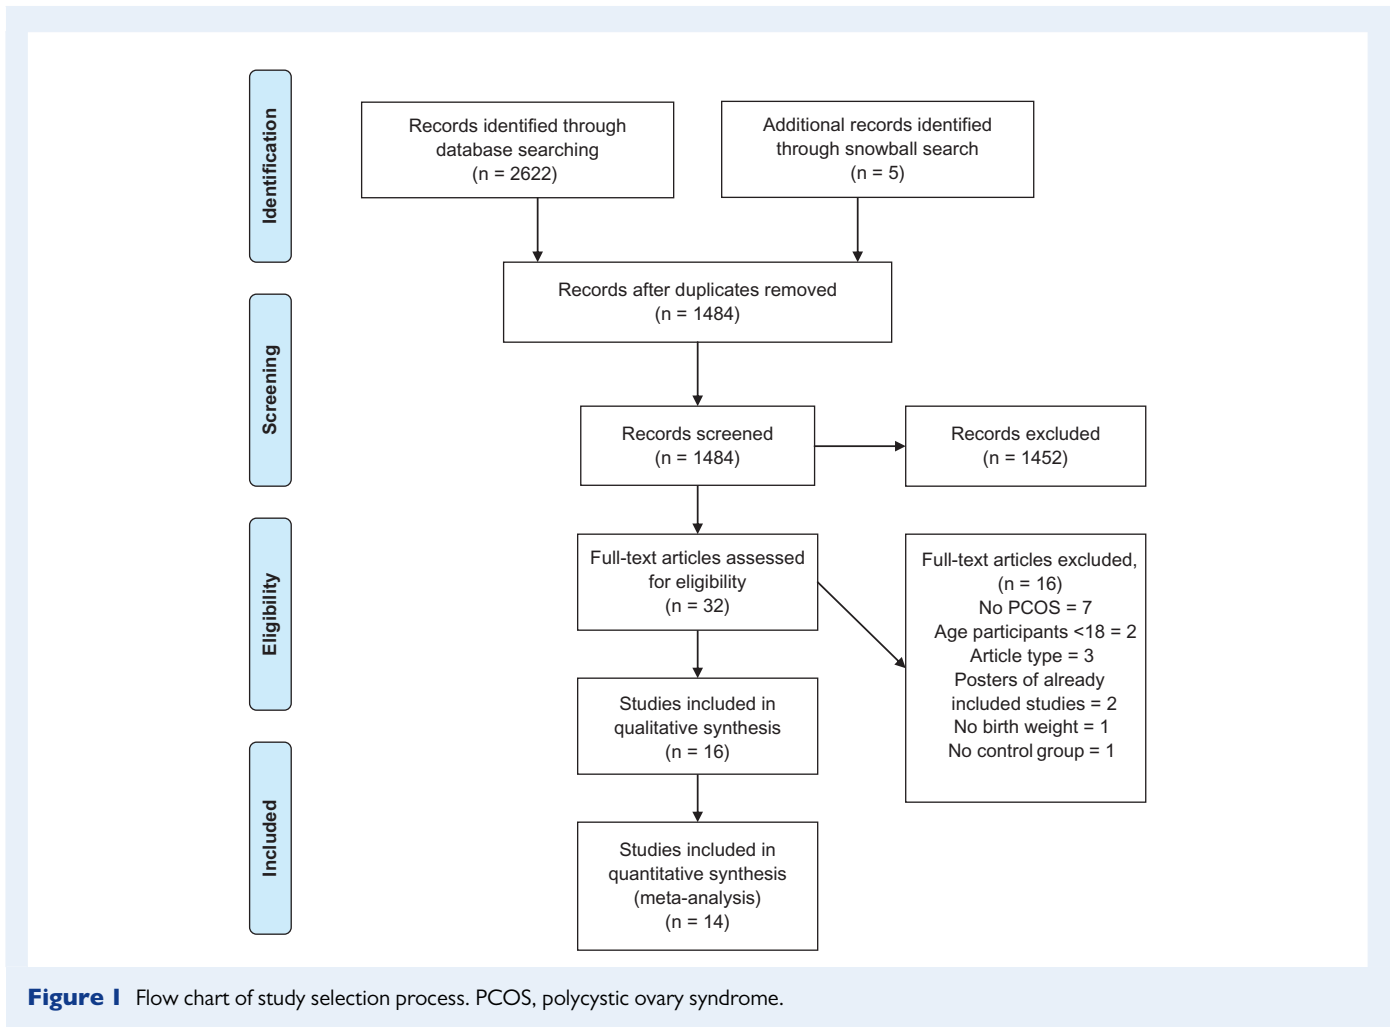 Identification
Records identified through
database searching
(n = 2622)
Additional records identified
through snowball search
(n = 5)
Records after duplicates removed
(n = 1484)
Screening
Records screened
(n = 1484)
Records excluded
(n = 1452)
Eligibility
Full-text articles assessed
for eligibility
(n = 32)
Full-text articles excluded,
(n = 16)
No PCOS = 7
Age participants <18 = 2
Article type = 3
Posters of already
included studies = 2
No birth weight = 1
No control group = 1
Studies included in
qualitative synthesis
(n = 16)
Included
Studies included in
quantitative synthesis
(meta-analysis)
(n = 14)
Figure 1 Flow chart of study selection process. PCOS, polycystic ovary syndrome.